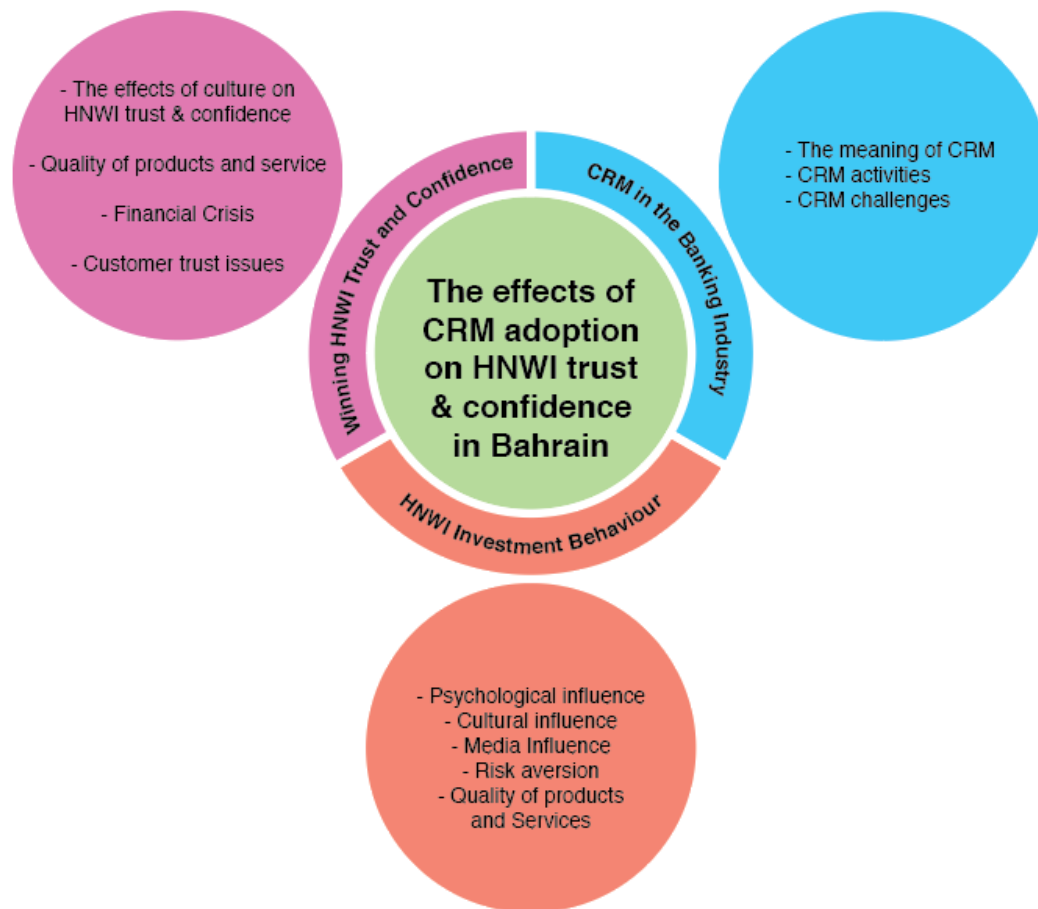 - The effects of culture on
HNWI trust & confidence
- Quality of products and service
- Financial Crisis
- Customer trust issues
Winning HNWI Trust and Confidence
CRM in the Banking Industry
- The meaning of CRM
- CRM activities
- CRM challenges
The effects of
CRM adoption
on HNWI trust
& confidence
in Bahrain
HNWI Investment Behaviour
- Psychological influence
- Cultural influence
- Media Influence
- Risk aversion
- Quality of products
and Services